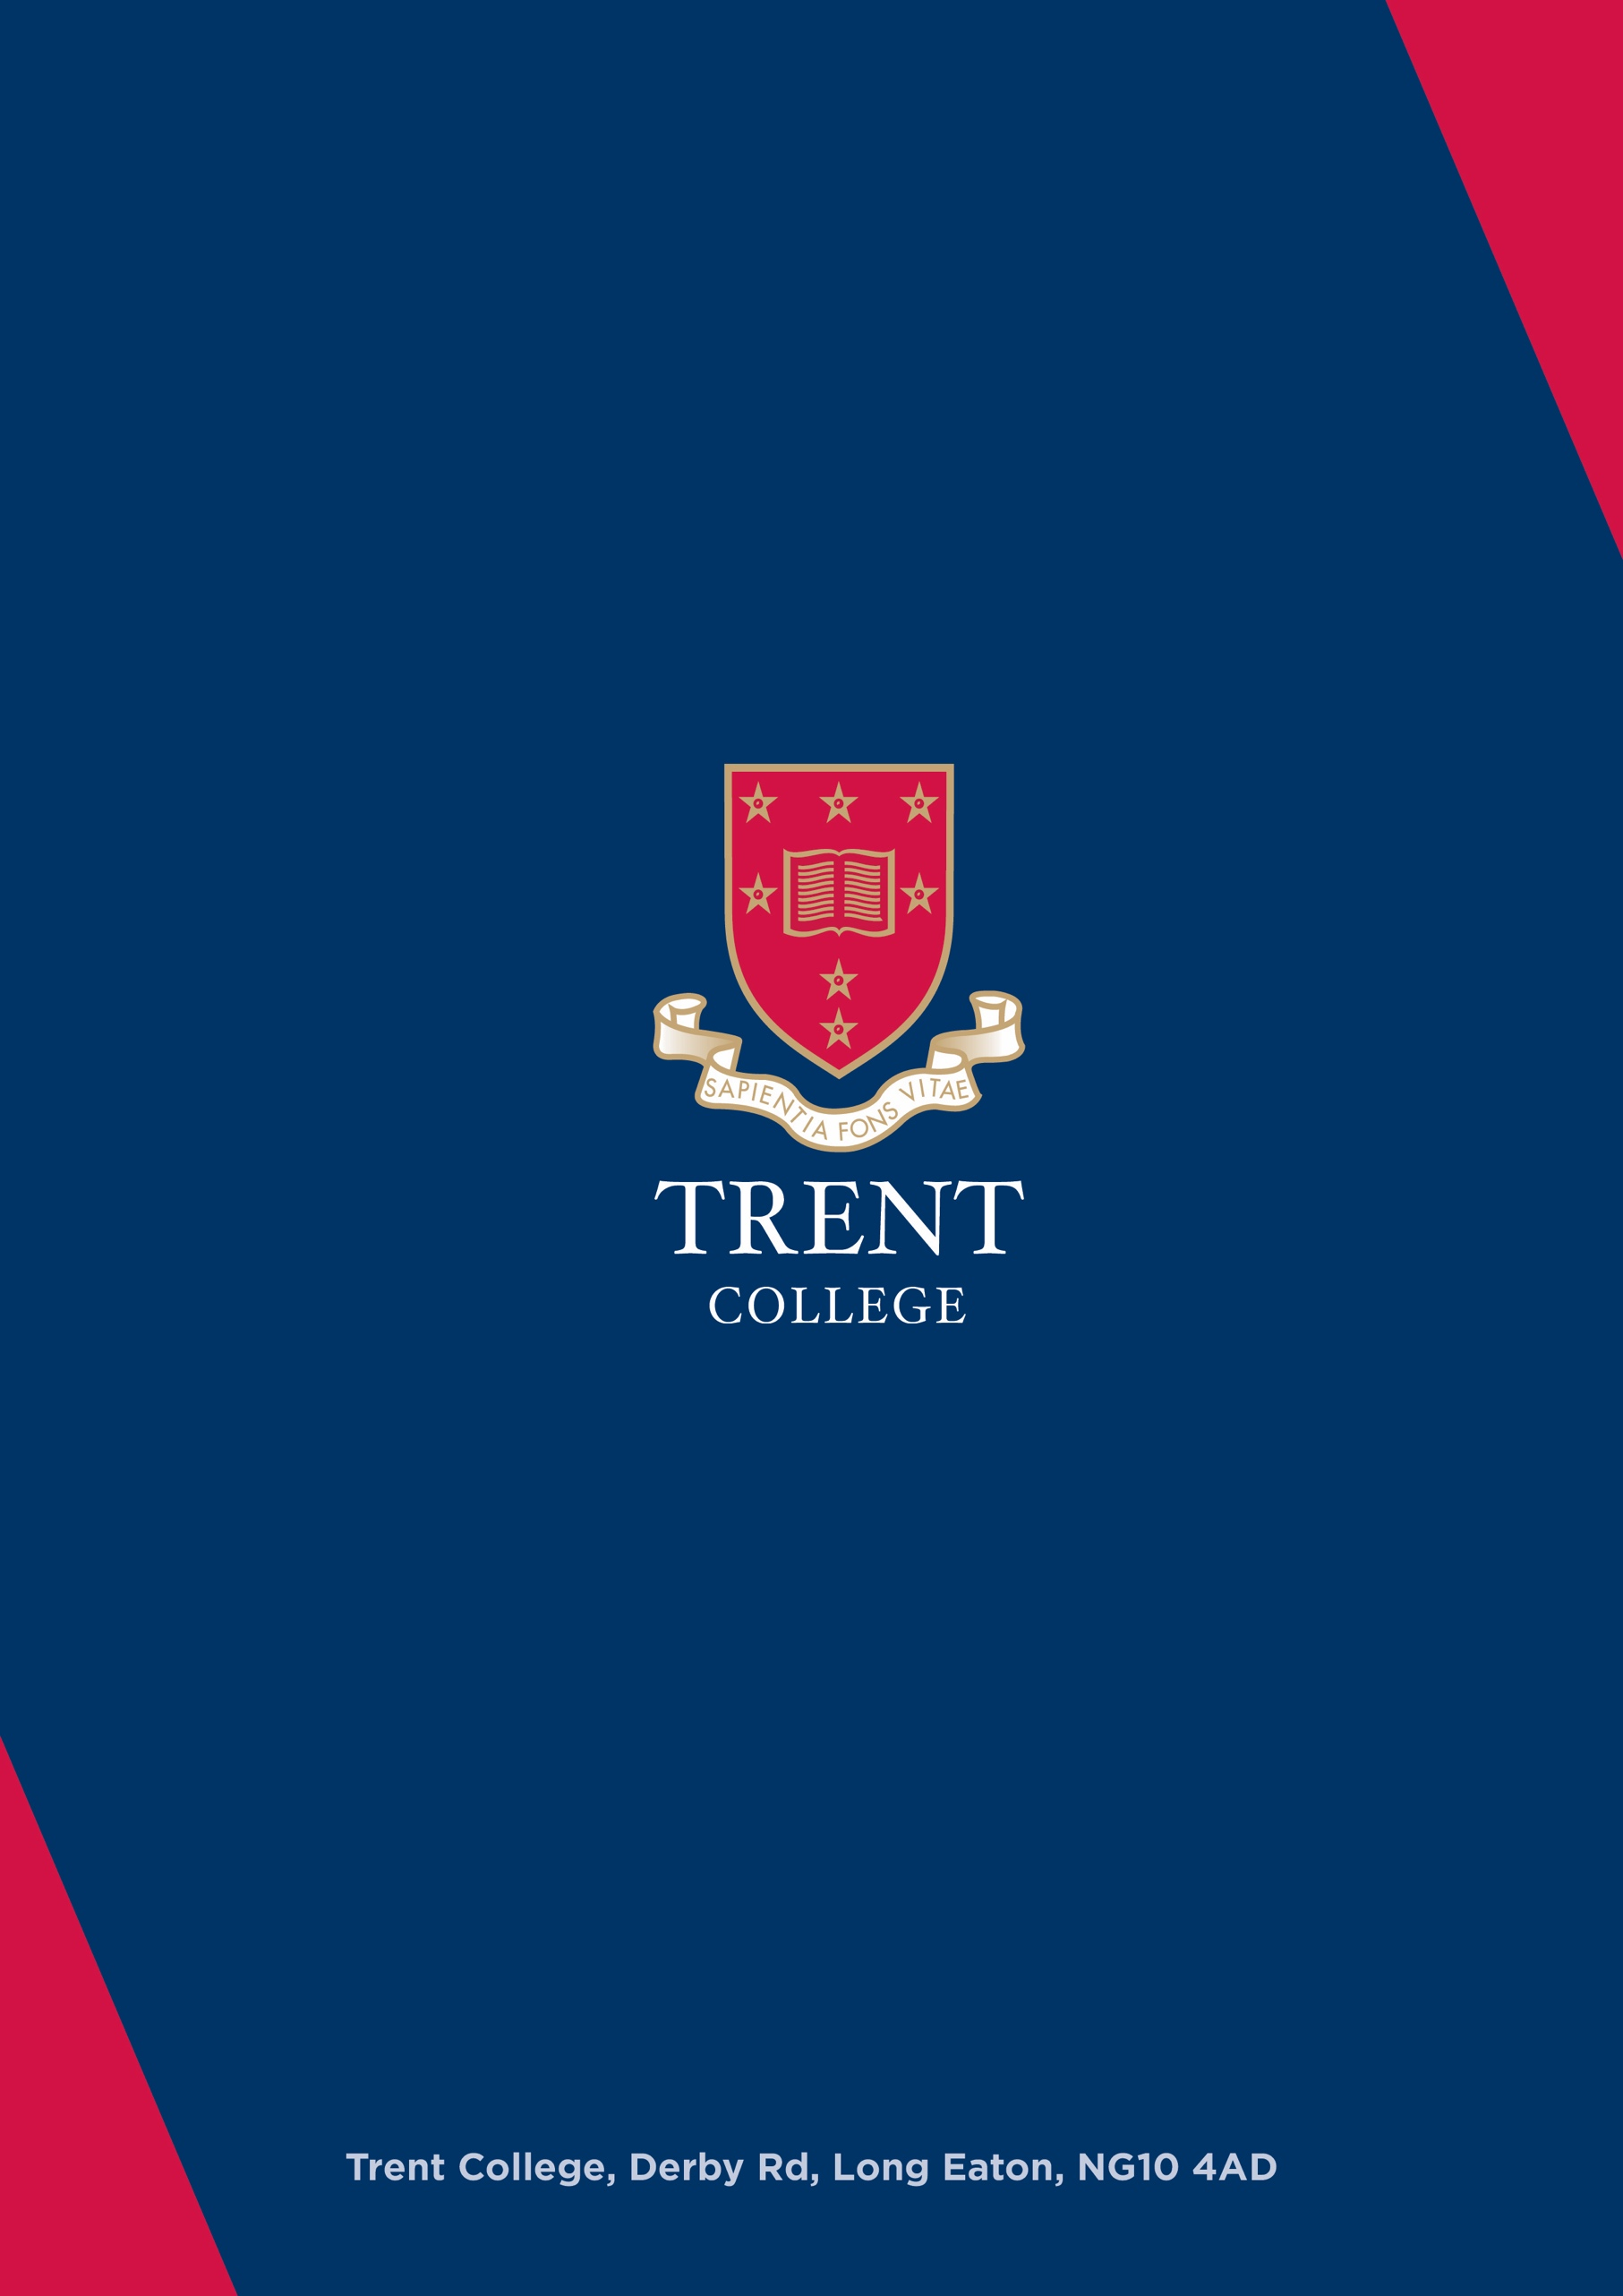 SAPIENTIA FONS VITAE
TRENT
COLLEGE
Trent College, Derby Rd, Long Eaton, NG10 4AD